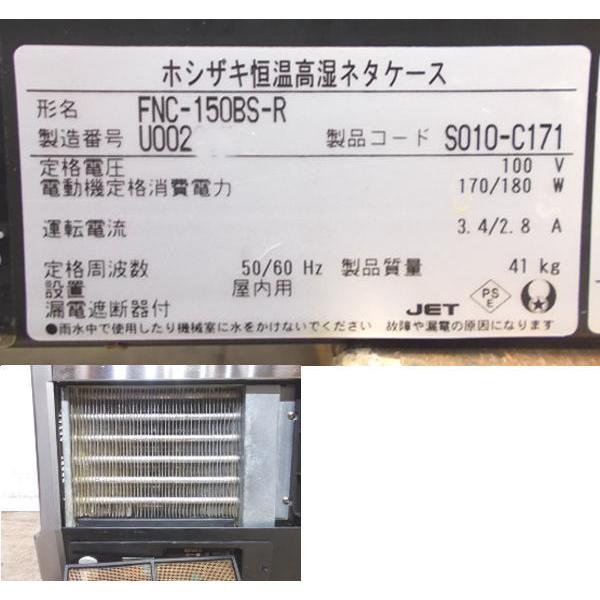 ホシザキ恒温高湿ネタケース
形名 FNC-150BS-R
製造番号 U002 製品コード S010-C171
定格電圧 100 V
電動機定格消費電力 170/180 W
運転電流 3.4/2.8 A
定格周波数 50/60 Hz 製品質量 41 kg
設置 屋内用
漏電遮断器付 JET PS E
●雨水中で使用したり機械室に水をかけないでください 故障や漏電の原因になります